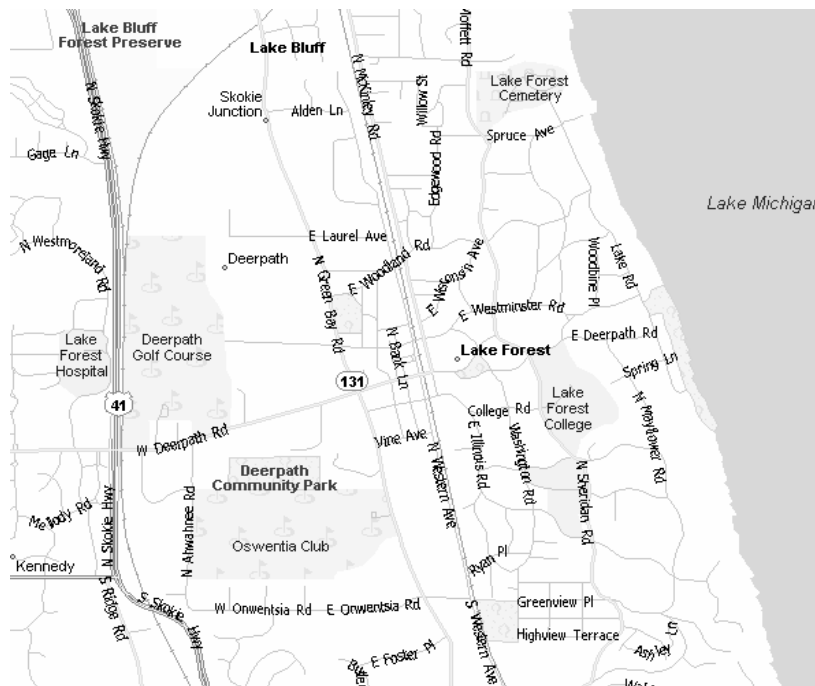 Lake Bluff
Forest Preserve
Lake Bluff
Moffett Rd
N Skokie Hwy
N McKinley Rd
Willow St
Lake Forest
Cemetery
Skokie
Junction
Alden Ln
Spruce Ave
Gage Ln
Edgewood Rd
Lake Michigan
N Westmoreland
Rd
E Laurel Ave
Deerpath
E Woodland Rd
E Wisconsin Ave
Woodbine Pl
Lake Rd
N Green Bay Rd
E Westminster Rd
Lake
Forest
Hospital
Deerpath
Golf Course
N Bank Ln
Lake Forest
E Deerpath Rd
Spring Ln
131
41
Lake
Forest
College
College Rd
N Mayflower Rd
W Deerpath Rd
Vine Ave
E Illinois Rd
Washington Rd
N Western Ave
Deerpath
Community Park
N Sheridan Rd
Mellody Rd
N Skokie Hwy
N Ahwahnee Rd
Oswentia Club
Kennedy
Ryan Pl
S Ridge Rd
S Skokie
Hwy
W Onwentsia Rd
E Onwentsia Rd
S Western Ave
Greenview Pl
Highview Terrace
E Foster Pl
Ashley
Ln